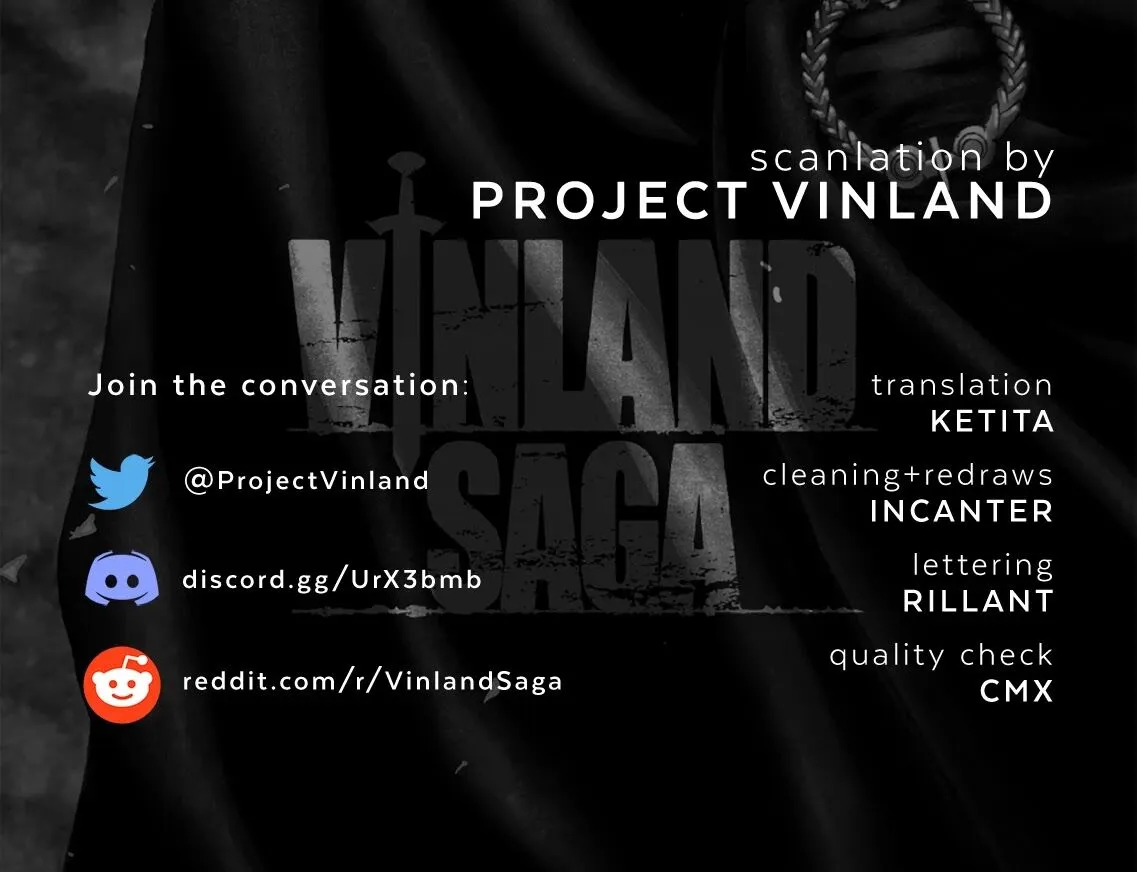 scanlation by
PROJECT VINLAND
VINLAND
SAGA
Join the conversation:
@ProjectVinland
discord.gg/UrX3bmb
reddit.com/r/VinlandSaga
translation
KETITA
cleaning+redraws
INCANTER
lettering
RILLANT
quality check
CMX